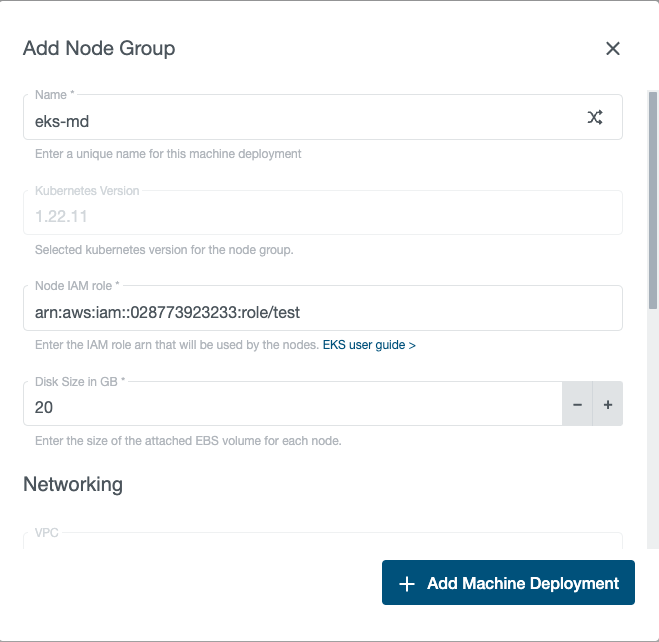 Add Node Group
Name *
eks-md
Enter a unique name for this machine deployment
Kubernetes Version
1.22.11
Selected kubernetes version for the node group.
Node IAM role *
arn:aws:iam::028773923233:role/test
Enter the IAM role arn that will be used by the nodes. EKS user guide >
Disk Size in GB *
20
− +
Enter the size of the attached EBS volume for each node.
Networking
VPC
+ Add Machine Deployment